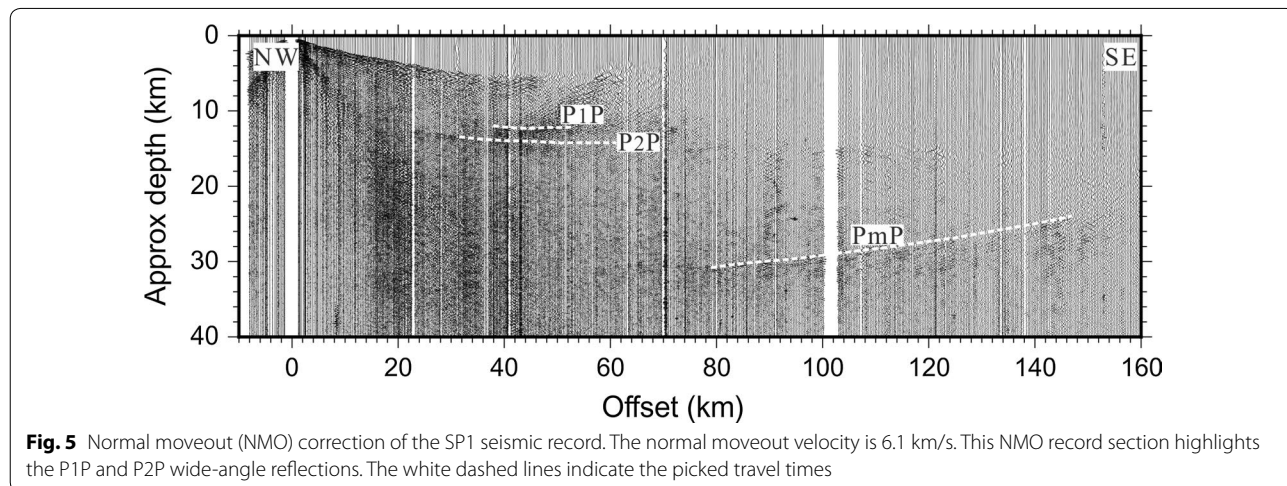 0
10
20
30
40
Approx depth (km)
NW
SE
P1P
P2P
PmP
0 20 40 60 80 100 120 140 160
Offset (km)
Fig. 5 Normal moveout (NMO) correction of the SP1 seismic record. The normal moveout velocity is 6.1 km/s. This NMO record section highlights
the P1P and P2P wide-angle reflections. The white dashed lines indicate the picked travel times